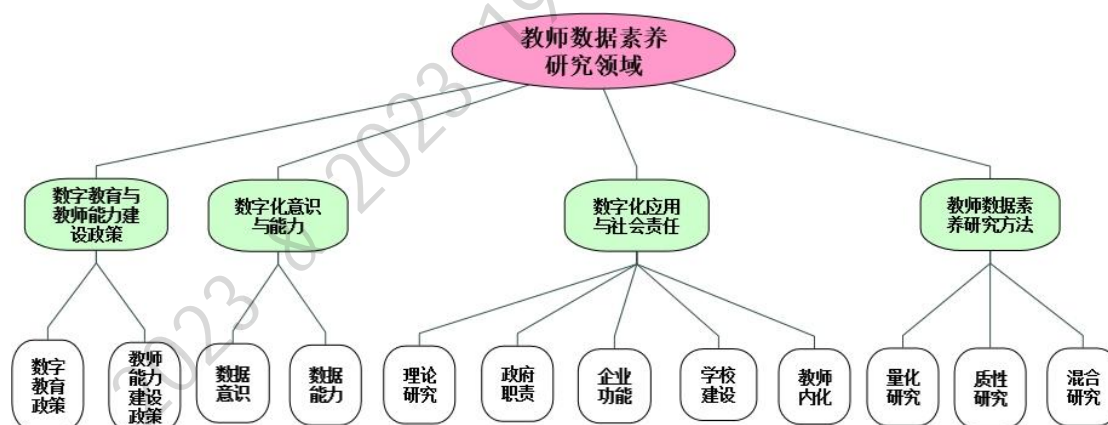 教师数据素养
研究领域
数字教育与
教师能力建
设政策
数字化意识
与能力
数字化应用
与社会责任
教师数据素
养研究方法
数字
教育
政策
教师
能力
建设
政策
数据
意识
数据
能力
理论
研究
政府
职责
企业
功能
学校
建设
教师
内化
量化
研究
质性
研究
混合
研究
2023 & 2023 19